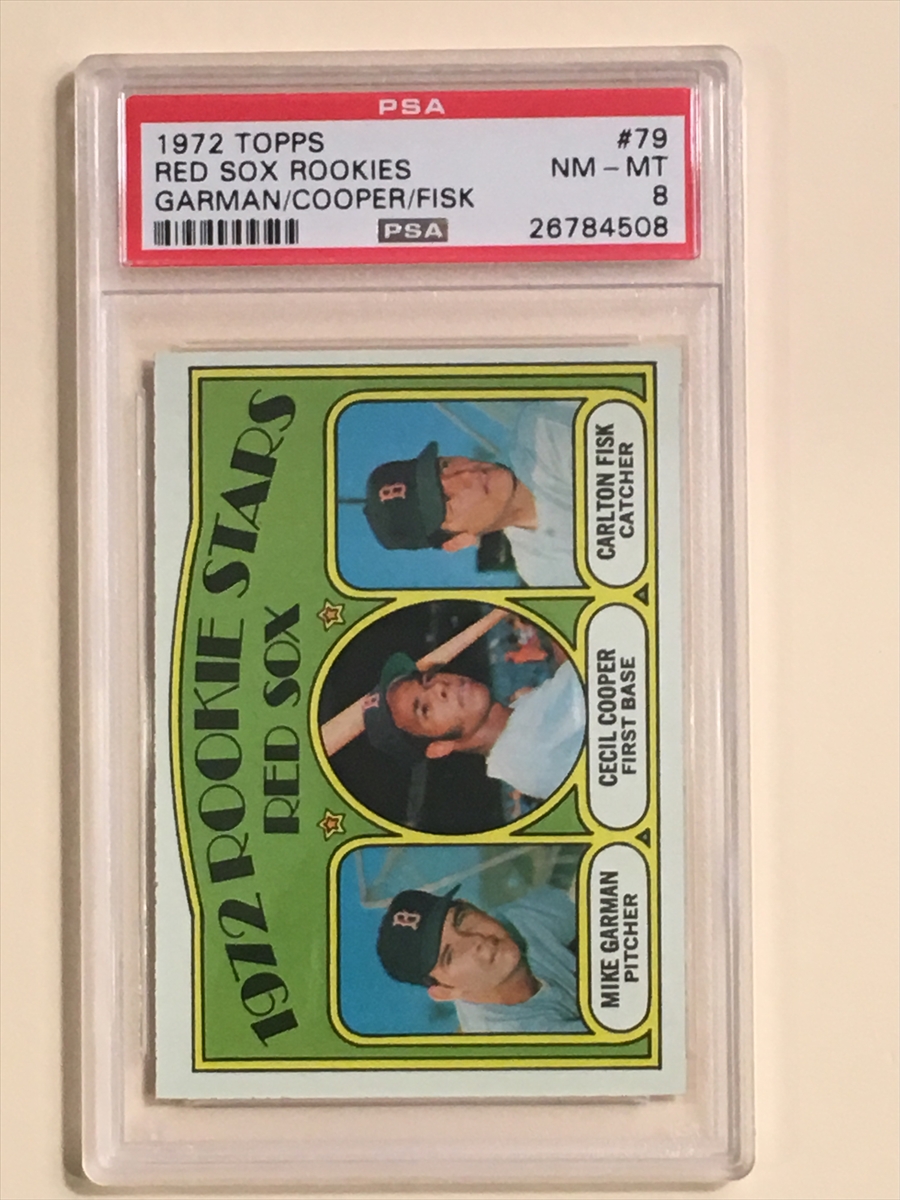 PSA
1972 TOPPS #79
RED SOX ROOKIES NM - MT
GARMAN/COOPER/FISK 8
PSA 26784508
1972 ROOKIE STARS
RED SOX
B
B
B
MIKE GARMAN
PITCHER
CECIL COOPER
FIRST BASE
CARLTON FISK
CATCHER